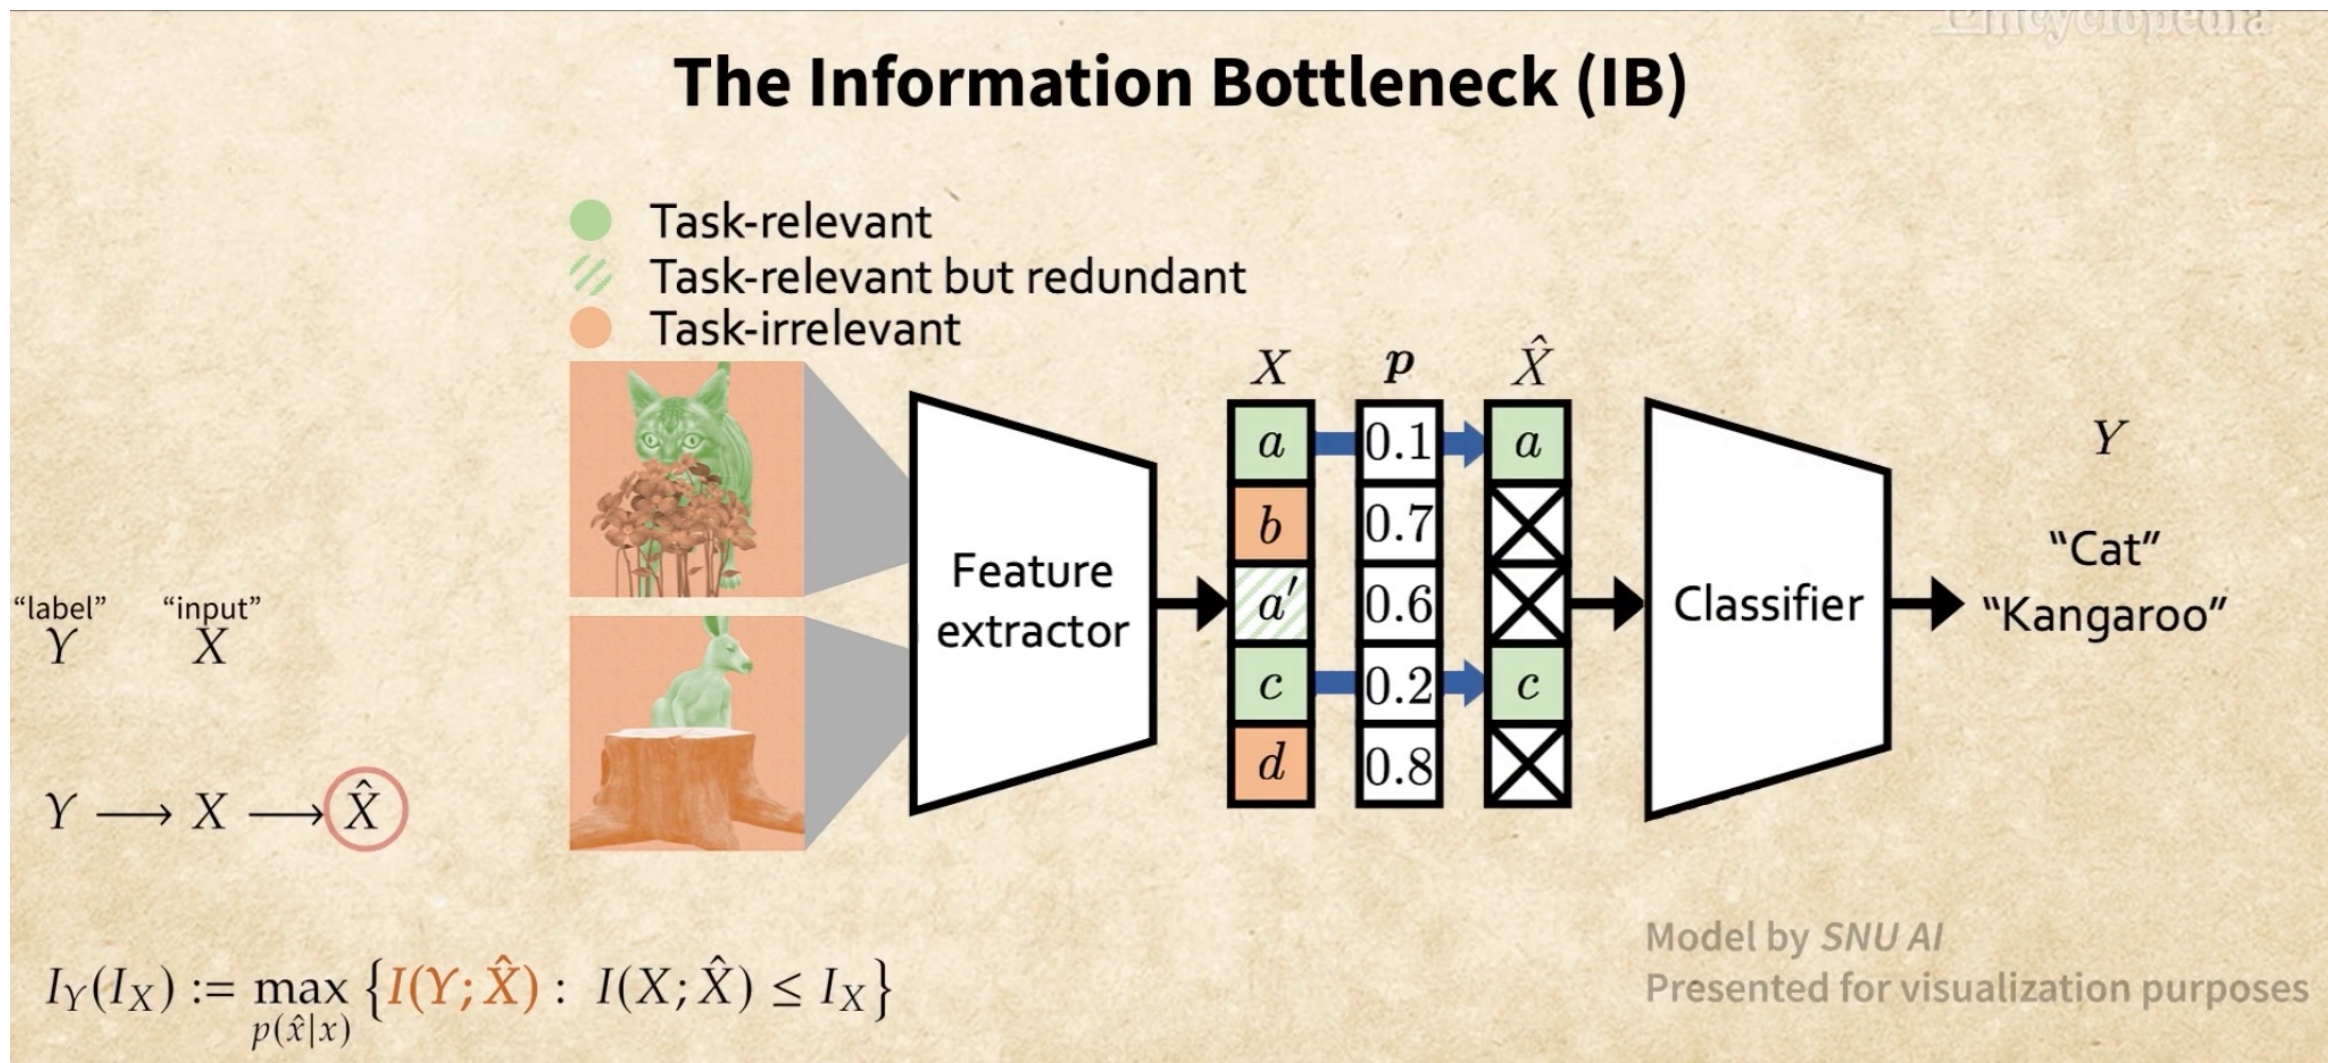 Encyclopedia
The Information Bottleneck (IB)
Task-relevant
Task-relevant but redundant
Task-irrelevant
X p X̂
a 0.1 a
b 0.7
a′ 0.6
c 0.2 c
d 0.8
Feature
extractor
Classifier
Y
“Cat”
“Kangaroo”
“label” “input”
Y X
Y ⟶ X ⟶ X̂
I_Y(I_X) := max {I(Y; X̂) : I(X; X̂) ≤ I_X}
p(x̂|x)
Model by SNU AI
Presented for visualization purposes